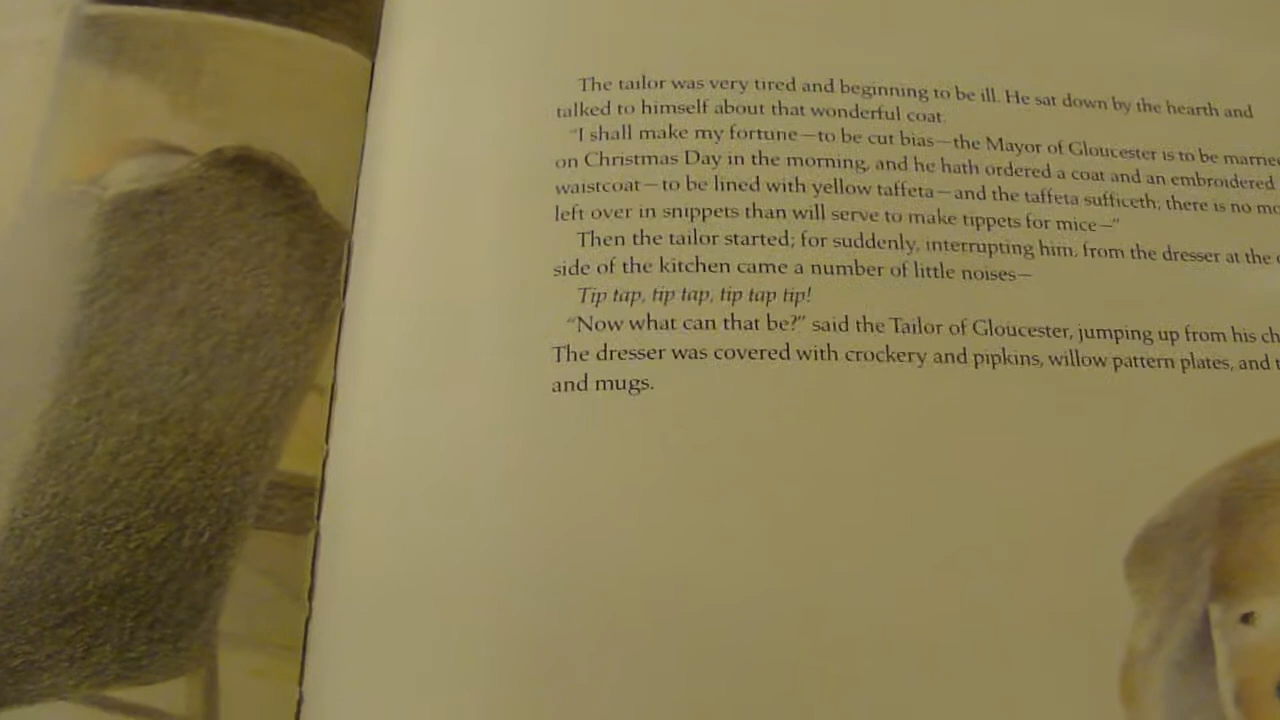 The tailor was very tired and beginning to be ill. He sat down by the hearth and
talked to himself about that wonderful coat.
"I shall make my fortune—to be cut bias—the Mayor of Gloucester is to be married
on Christmas Day in the morning, and he hath ordered a coat and an embroidered
waistcoat—to be lined with yellow taffeta—and the taffeta sufficeth; there is no
left over in snippets than will serve to make tippets for mice—"
Then the tailor started; for suddenly, interrupting him, from the dresser at the
side of the kitchen came a number of little noises—
Tip tap, tip tap, tip tap tip!
"Now what can that be?" said the Tailor of Gloucester, jumping up from his
The dresser was covered with crockery and pipkins, willow pattern plates, and
and mugs.